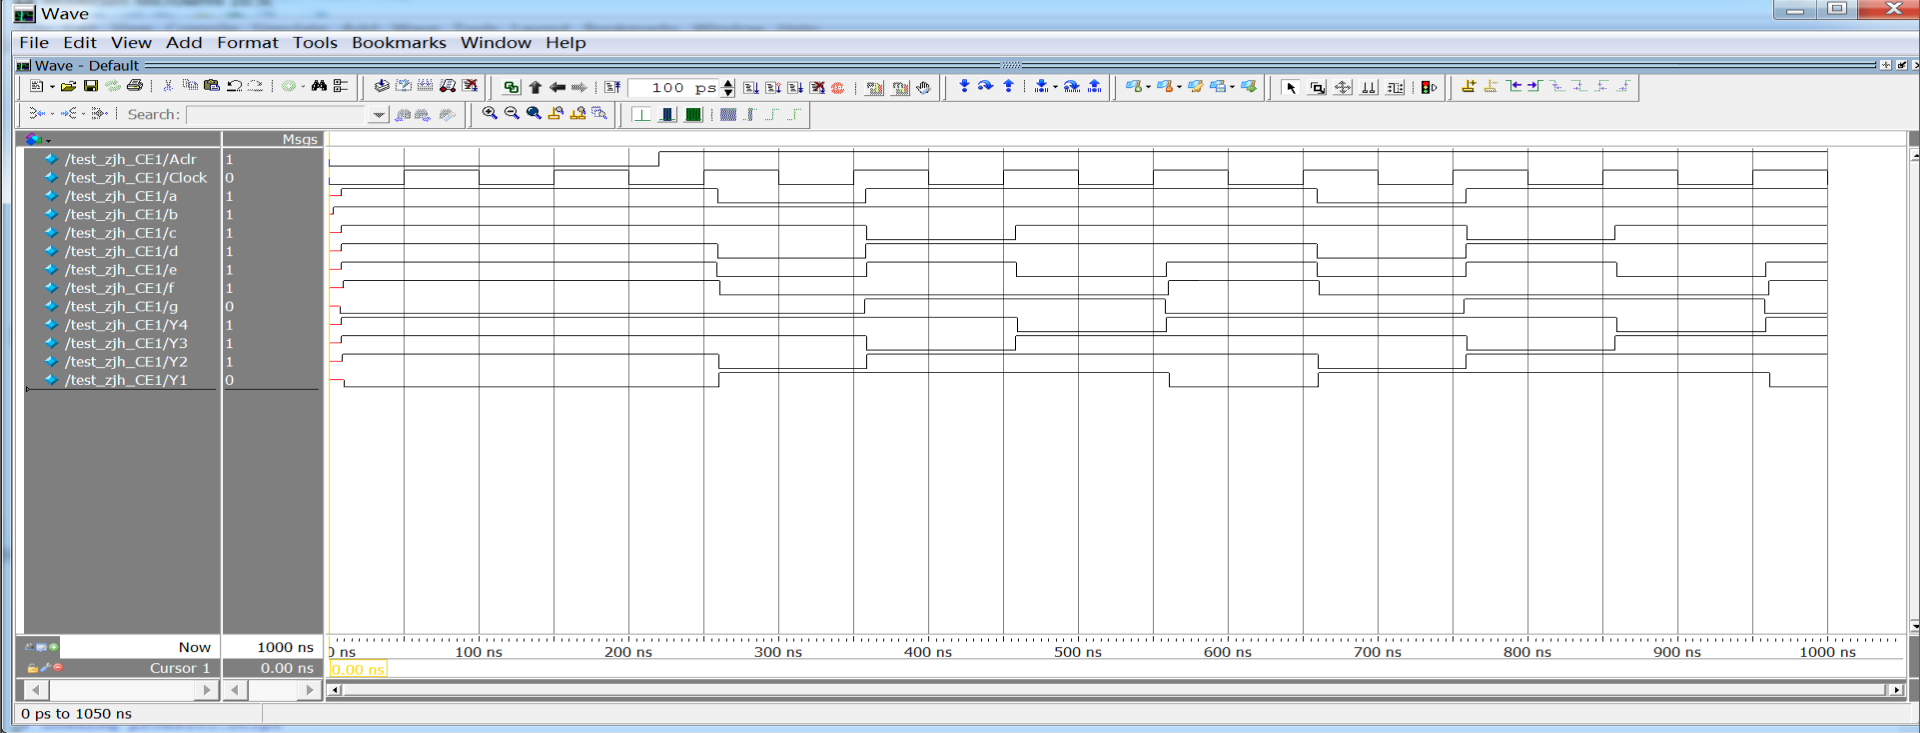 Wave
File Edit View Add Format Tools Bookmarks Window Help
Wave - Default
100 ps
Search:
Msgs
/test_zjh_CE1/Aclr 1
/test_zjh_CE1/Clock 0
/test_zjh_CE1/a 1
/test_zjh_CE1/b 1
/test_zjh_CE1/c 1
/test_zjh_CE1/d 1
/test_zjh_CE1/e 1
/test_zjh_CE1/f 1
/test_zjh_CE1/g 0
/test_zjh_CE1/Y4 1
/test_zjh_CE1/Y3 1
/test_zjh_CE1/Y2 1
/test_zjh_CE1/Y1 0
Now 1000 ns 0 ns 100 ns 200 ns 300 ns 400 ns 500 ns 600 ns 700 ns 800 ns 900 ns 1000 ns
Cursor 1 0.00 ns 0.00 ns
0 ps to 1050 ns